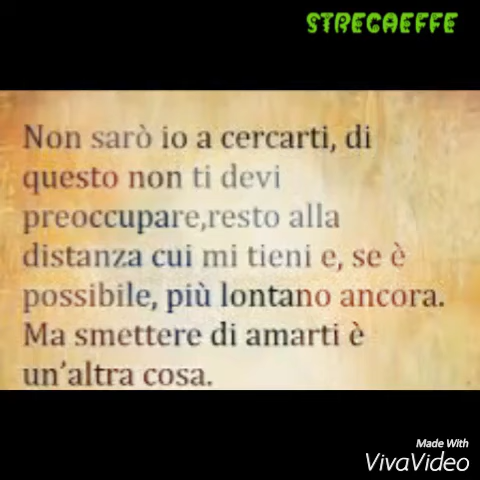 STREGAEFFE
Non sarò io a cercarti, di
questo non ti devi
preoccupare,resto alla
distanza cui mi tieni e, se è
possibile, più lontano ancora.
Ma smettere di amarti è
un'altra cosa.
Made With
VivaVideo